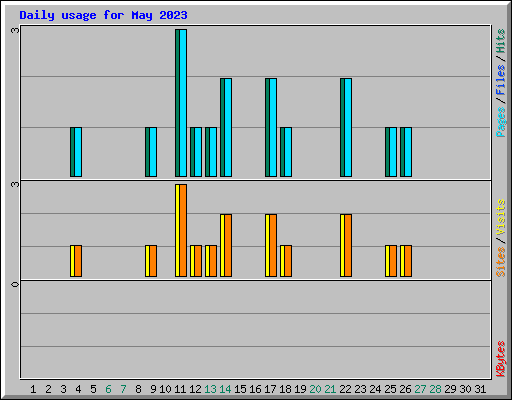 Daily usage for May 2023
3
Pages / Files / Hits
3
Sites / Visits
0
KBytes
1 2 3 4 5 6 7 8 9 10 11 12 13 14 15 16 17 18 19 20 21 22 23 24 25 26 27 28 29 30 31